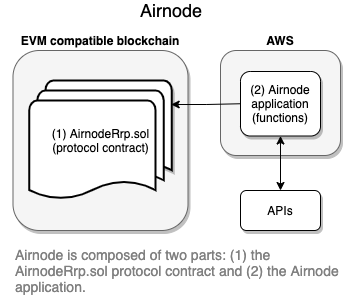 Airnode
EVM compatible blockchain
AWS
(1) AirnodeRrp.sol
(protocol contract)
(2) Airnode
application
(functions)
APIs
Airnode is composed of two parts: (1) the
AirnodeRrp.sol protocol contract and (2) the Airnode
application.